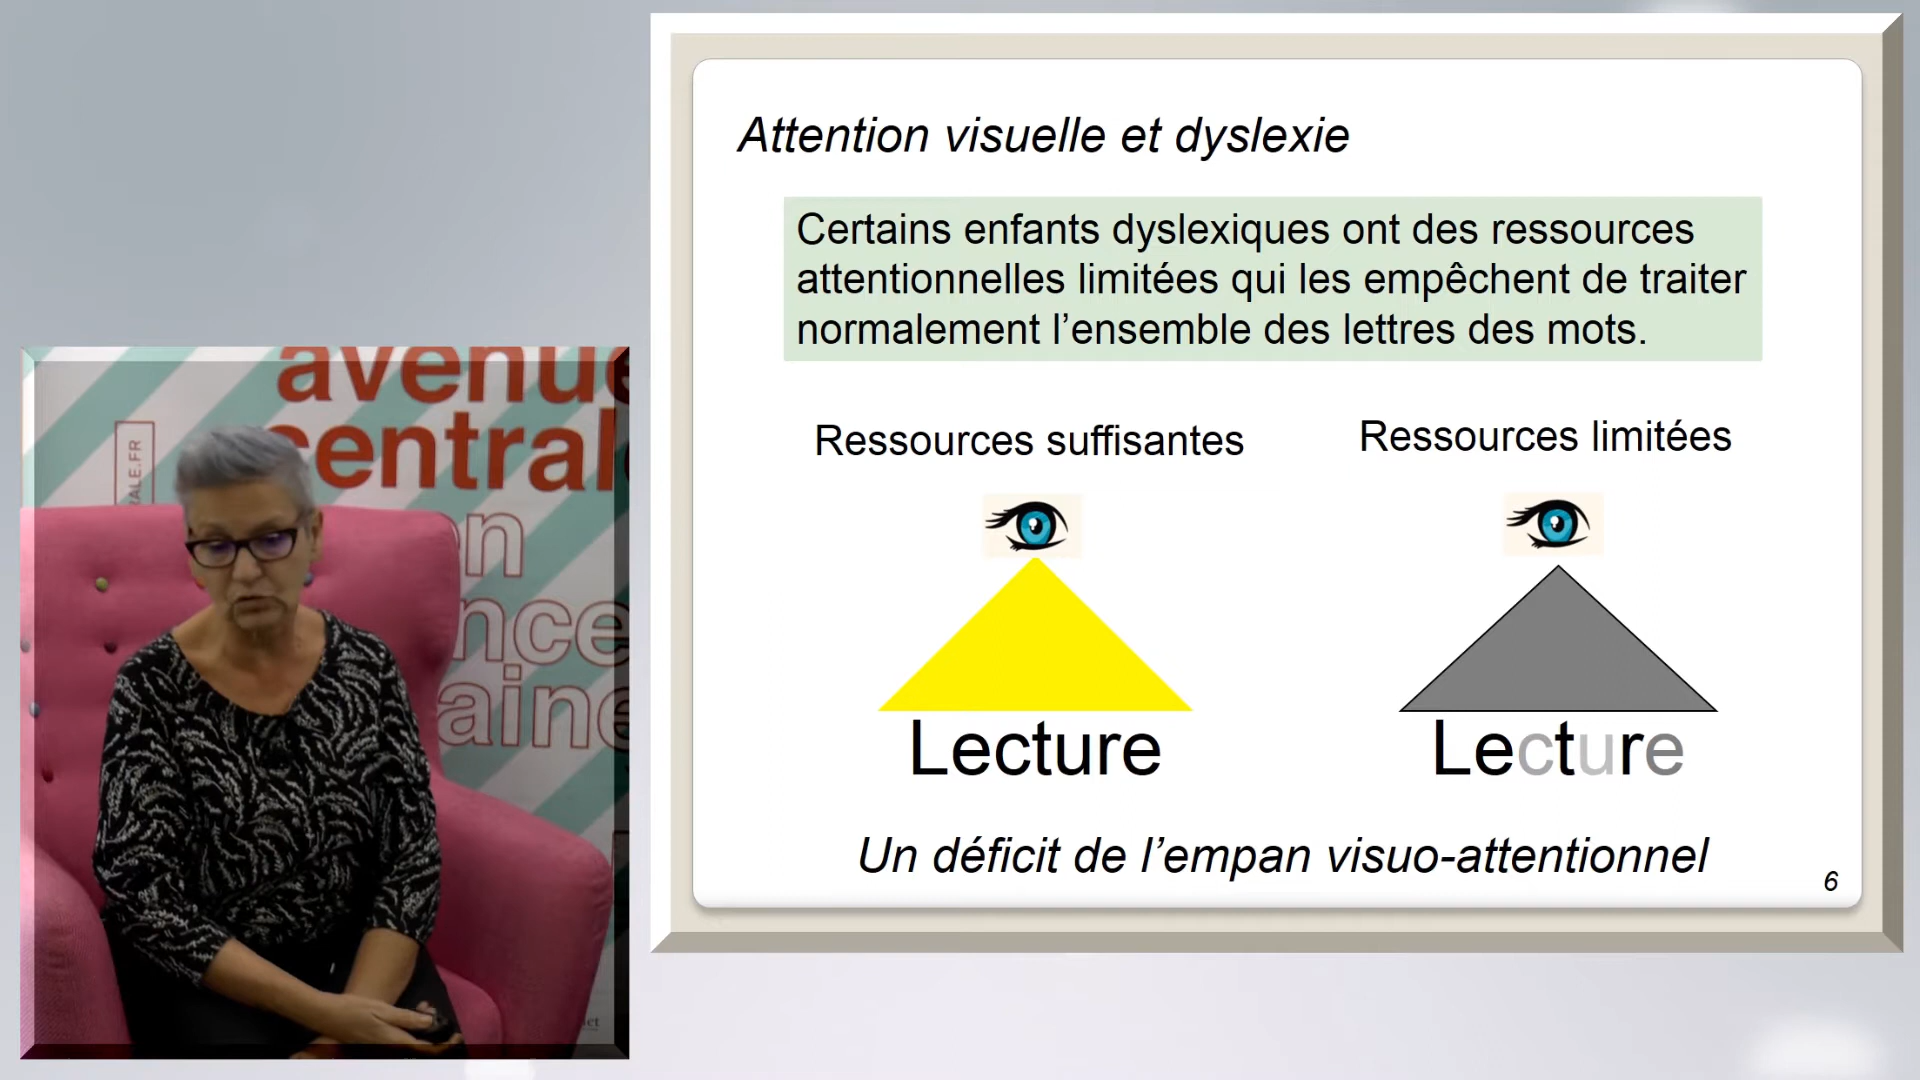 Attention visuelle et dyslexie
Certains enfants dyslexiques ont des ressources
attentionnelles limitées qui les empêchent de traiter
normalement l’ensemble des lettres des mots.
Ressources suffisantes
Ressources limitées
Lecture
Lecture
Un déficit de l’empan visuo-attentionnel
6
avenue
centrale